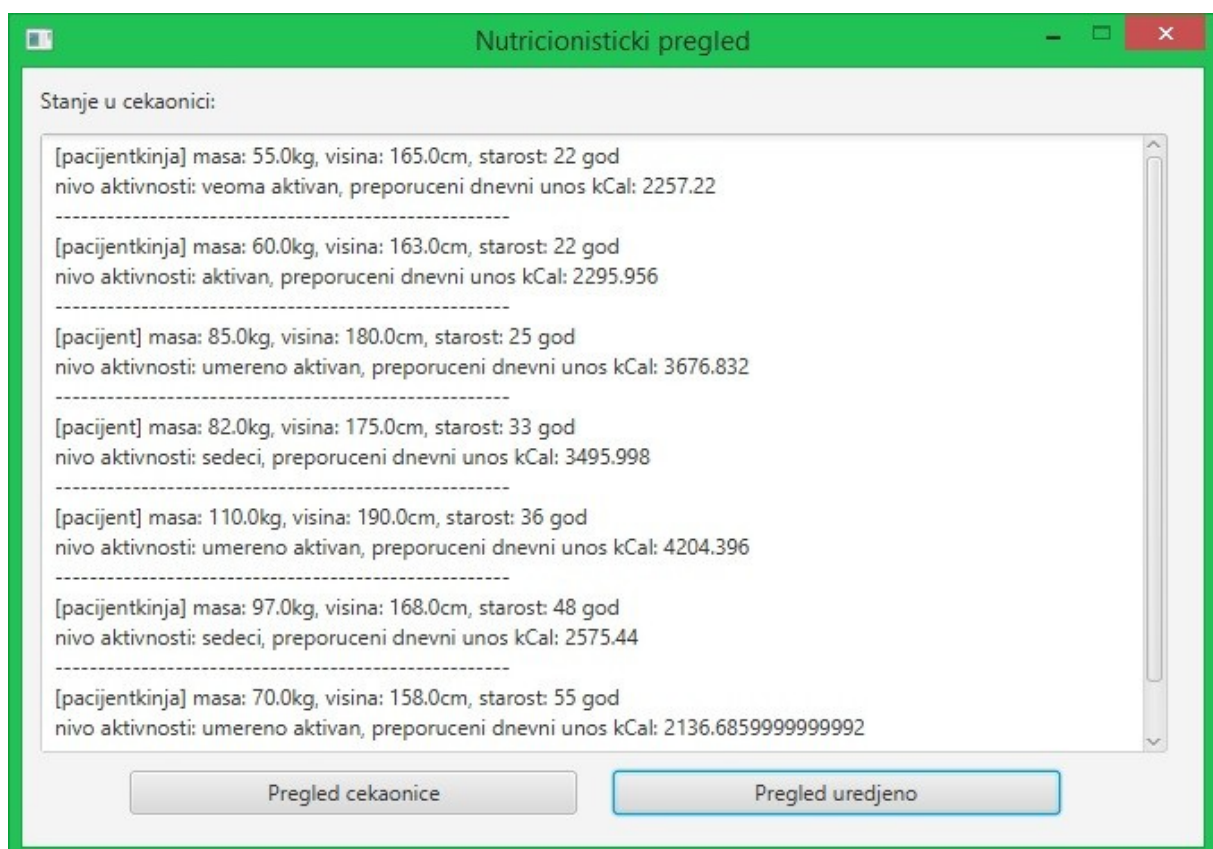 Nutricionisticki pregled
Stanje u cekaonici:
[pacijentkinja] masa: 55.0kg, visina: 165.0cm, starost: 22 god
nivo aktivnosti: veoma aktivan, preporuceni dnevni unos kCal: 2257.22
----------------------------------------------------
[pacijentkinja] masa: 60.0kg, visina: 163.0cm, starost: 22 god
nivo aktivnosti: aktivan, preporuceni dnevni unos kCal: 2295.956
----------------------------------------------------
[pacijent] masa: 85.0kg, visina: 180.0cm, starost: 25 god
nivo aktivnosti: umereno aktivan, preporuceni dnevni unos kCal: 3676.832
----------------------------------------------------
[pacijent] masa: 82.0kg, visina: 175.0cm, starost: 33 god
nivo aktivnosti: sedeci, preporuceni dnevni unos kCal: 3495.998
----------------------------------------------------
[pacijent] masa: 110.0kg, visina: 190.0cm, starost: 36 god
nivo aktivnosti: umereno aktivan, preporuceni dnevni unos kCal: 4204.396
----------------------------------------------------
[pacijentkinja] masa: 97.0kg, visina: 168.0cm, starost: 48 god
nivo aktivnosti: sedeci, preporuceni dnevni unos kCal: 2575.44
----------------------------------------------------
[pacijentkinja] masa: 70.0kg, visina: 158.0cm, starost: 55 god
nivo aktivnosti: umereno aktivan, preporuceni dnevni unos kCal: 2136.6859999999992
Pregled cekaonice
Pregled uredjeno